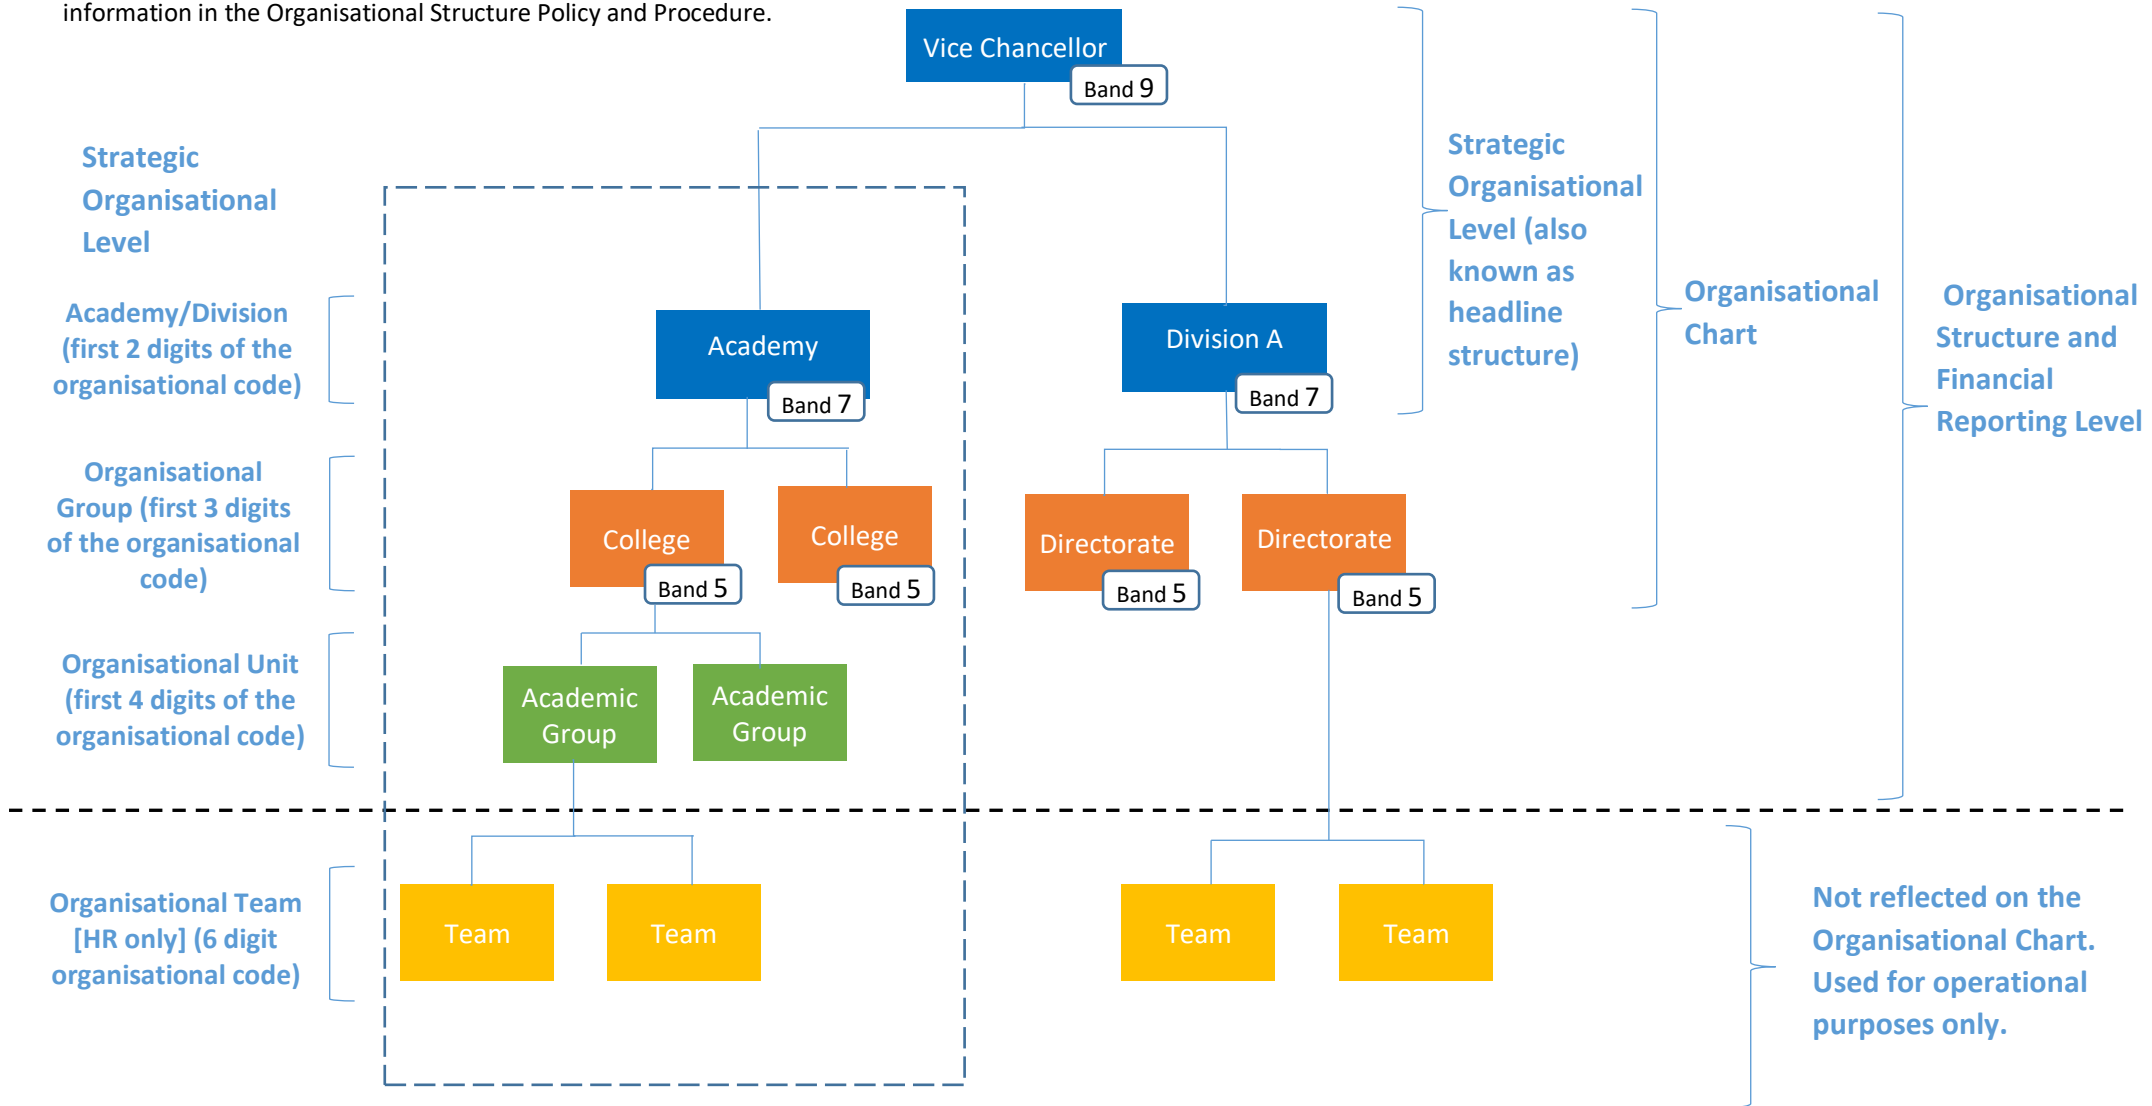 information in the Organisational Structure Policy and Procedure.
Vice Chancellor
Band 9
Strategic
Organisational
Level
Academy/Division
(first 2 digits of the
organisational code)
Academy
Band 7
Division A
Band 7
Strategic
Organisational
Level (also
known as
headline
structure)
Organisational
Chart
Organisational
Structure and
Financial
Reporting Level
Organisational
Group (first 3 digits
of the organisational
code)
College
Band 5
College
Band 5
Directorate
Band 5
Directorate
Band 5
Organisational Unit
(first 4 digits of the
organisational code)
Academic
Group
Academic
Group
Organisational Team
[HR only] (6 digit
organisational code)
Team
Team
Team
Team
Not reflected on the
Organisational Chart.
Used for operational
purposes only.